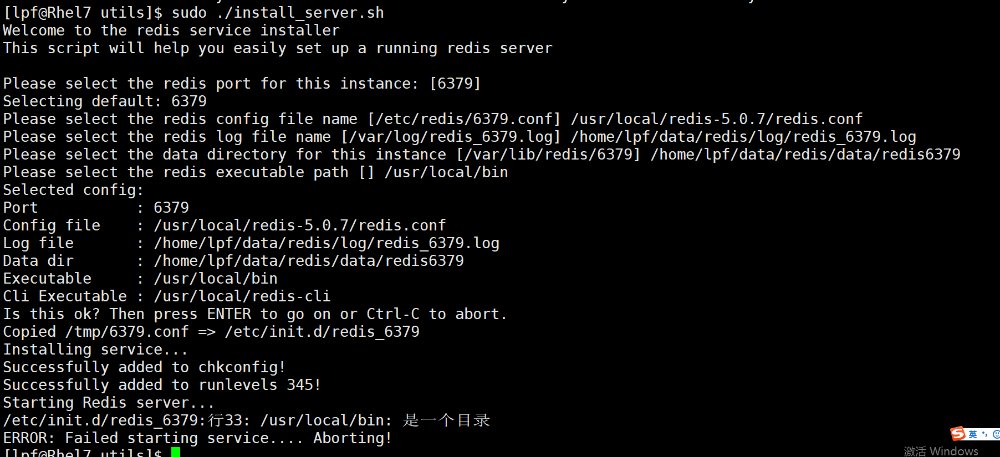 [lpf@Rhel7 utils]$ sudo ./install_server.sh
Welcome to the redis service installer
This script will help you easily set up a running redis server
Please select the redis port for this instance: [6379]
Selecting default: 6379
Please select the redis config file name [/etc/redis/6379.conf] /usr/local/redis-5.0.7/redis.conf
Please select the redis log file name [/var/log/redis_6379.log] /home/lpf/data/redis/log/redis_6379.log
Please select the data directory for this instance [/var/lib/redis/6379] /home/lpf/data/redis/data/redis6379
Please select the redis executable path [] /usr/local/bin
Selected config:
Port           : 6379
Config file    : /usr/local/redis-5.0.7/redis.conf
Log file       : /home/lpf/data/redis/log/redis_6379.log
Data dir       : /home/lpf/data/redis/data/redis6379
Executable     : /usr/local/bin
Cli Executable : /usr/local/redis-cli
Is this ok? Then press ENTER to go on or Ctrl-C to abort.
Copied /tmp/6379.conf => /etc/init.d/redis_6379
Installing service...
Successfully added to chkconfig!
Successfully added to runlevels 345!
Starting Redis server...
/etc/init.d/redis_6379:行33: /usr/local/bin: 是一个目录
ERROR: Failed starting service.... Aborting!
[lpf@Rhel7 utils]$
英
激活 Windows